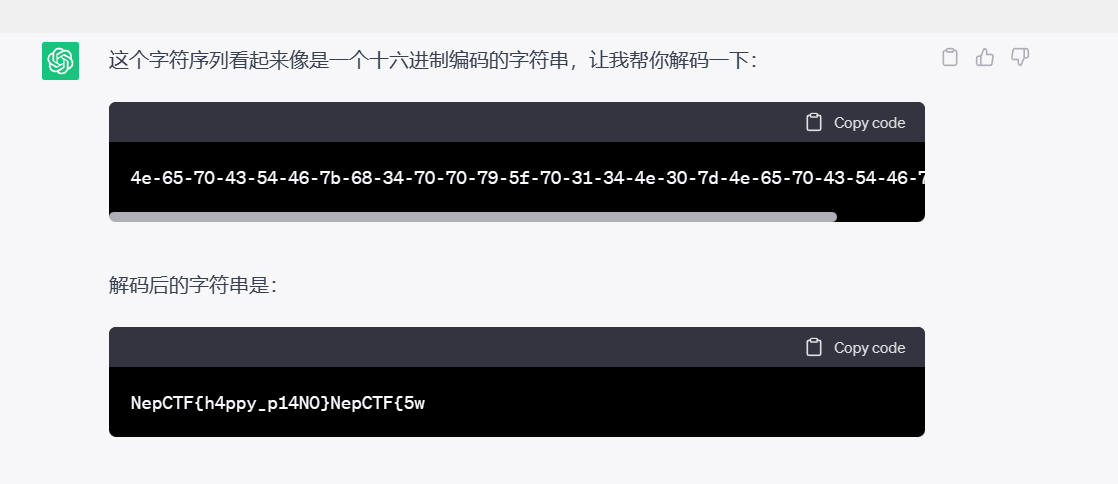 这个字符序列看起来像是一个十六进制编码的字符串，让我帮你解码一下：
Copy code
4e-65-70-43-54-46-7b-68-34-70-70-79-5f-70-31-34-4e-30-7d-4e-65-70-43-54-46-7
解码后的字符串是：
Copy code
NepCTF{h4ppy_p14N0}NepCTF{5w